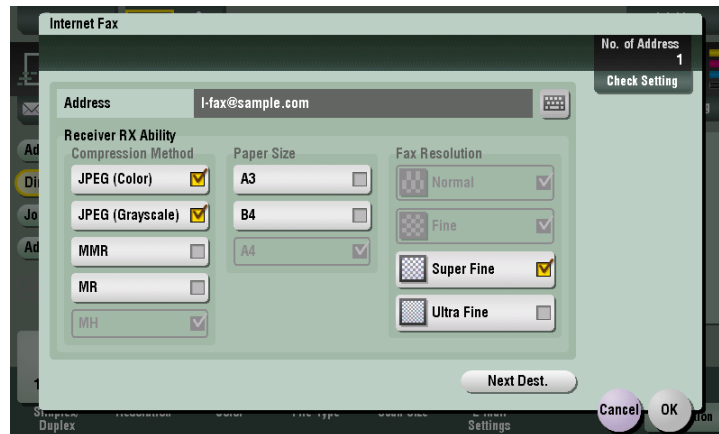 Internet Fax
No. of Address
1
Check Setting
Address
I-fax@sample.com
Receiver RX Ability
Compression Method
JPEG (Color)
JPEG (Grayscale)
MMR
MR
MH
Paper Size
A3
B4
A4
Fax Resolution
Normal
Fine
Super Fine
Ultra Fine
Next Dest.
Cancel
OK
Duplex
Settings